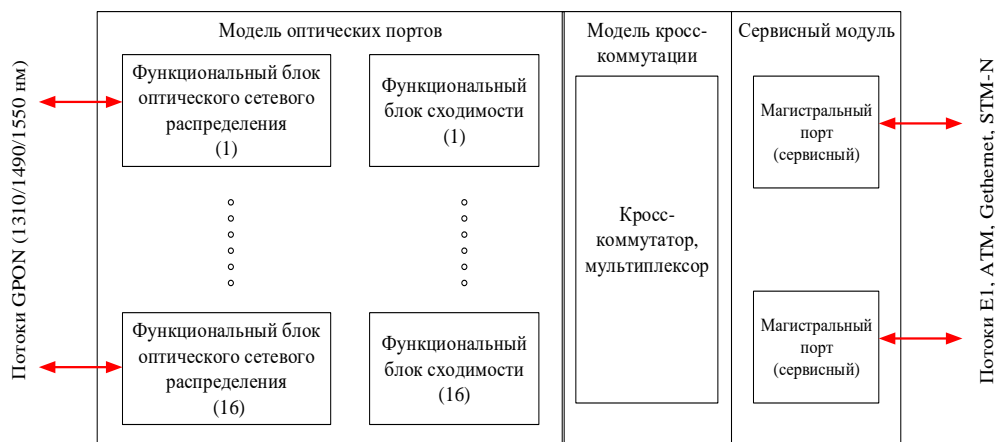 Модель оптических портов
Модель кросс-
коммутации
Сервисный модуль
Потоки GPON (1310/1490/1550 нм)
Функциональный блок
оптического сетевого
распределения
(1)
Функциональный
блок сходимости
(1)
Магистральный
порт
(сервисный)
Кросс-
коммутатор,
мультиплексор
Функциональный блок
оптического сетевого
распределения
(16)
Функциональный
блок сходимости
(16)
Магистральный
порт
(сервисный)
Потоки E1, ATM, Gethernet, STM-N